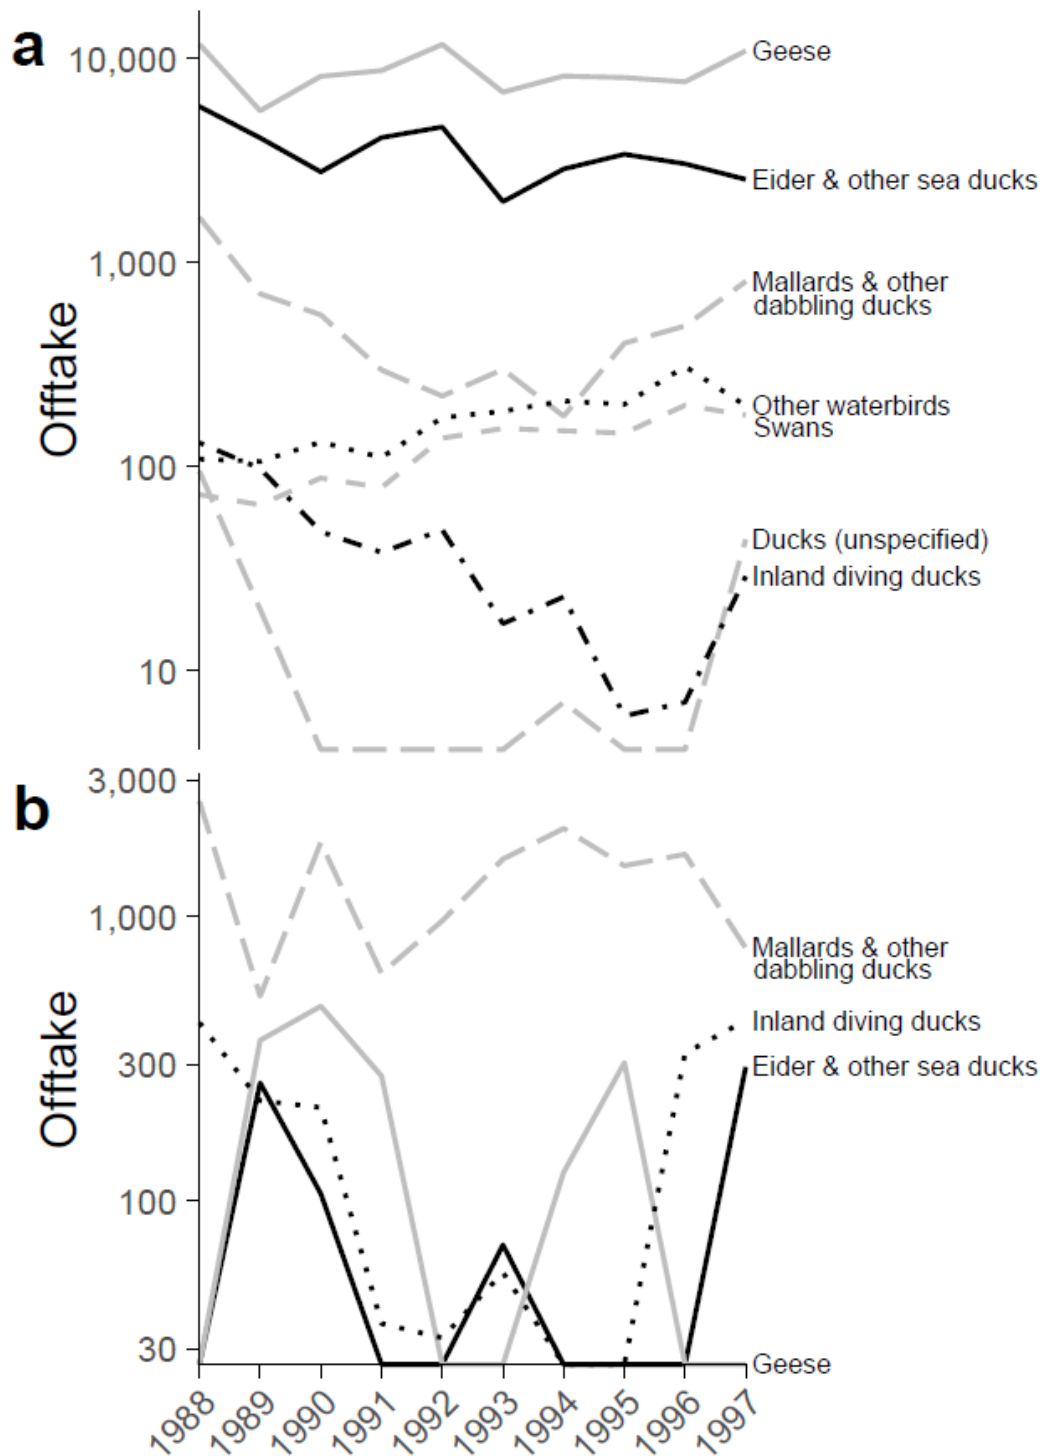 a
10,000
1,000
100
10
Offtake
Geese
Eider & other sea ducks
Mallards & other
dabbling ducks
Other waterbirds
Swans
Ducks (unspecified)
Inland diving ducks
b
3,000
1,000
300
100
30
Offtake
Mallards & other
dabbling ducks
Inland diving ducks
Eider & other sea ducks
Geese
1988
1989
1990
1991
1992
1993
1994
1995
1996
1997